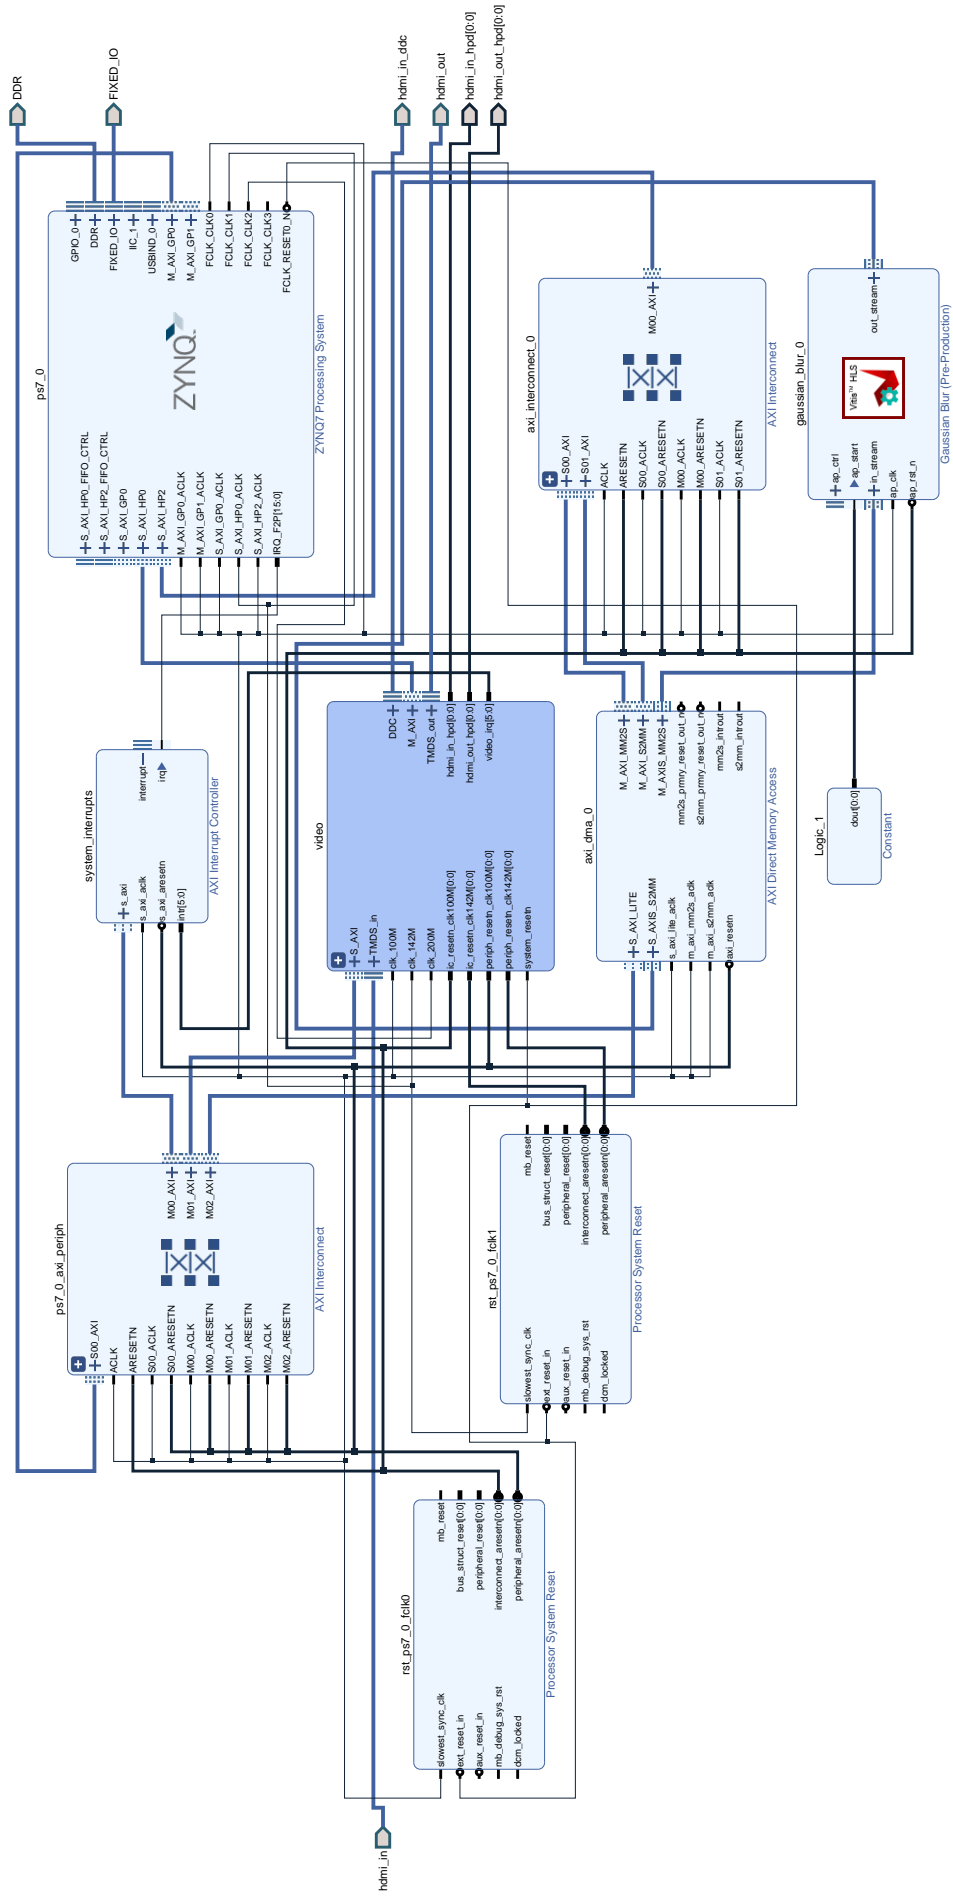 hdmi_in
rst_ps7_0_fclk0
slowest_sync_clk
ext_reset_in
aux_reset_in
mb_debug_sys_rst
dcm_locked
mb_reset
bus_struct_reset[0:0]
peripheral_reset[0:0]
interconnect_aresetn[0:0]
peripheral_aresetn[0:0]
Processor System Reset
ps7_0_axi_periph
S00_AXI
ACLK
ARESETN
S00_ACLK
S00_ARESETN
M00_ACLK
M00_ARESETN
M01_ACLK
M01_ARESETN
M02_ACLK
M02_ARESETN
M00_AXI
M01_AXI
M02_AXI
AXI Interconnect
rst_ps7_0_fclk1
slowest_sync_clk
ext_reset_in
aux_reset_in
mb_debug_sys_rst
dcm_locked
mb_reset
bus_struct_reset[0:0]
peripheral_reset[0:0]
interconnect_aresetn[0:0]
peripheral_aresetn[0:0]
Processor System Reset
system_interrupts
s_axi
s_axi_aclk
s_axi_aresetn
intr[5:0]
interrupt
irq
AXI Interrupt Controller
video
S_AXI
TMDS_in
clk_100M
clk_142M
clk_200M
ic_resetn_clk100M[0:0]
ic_resetn_clk142M[0:0]
periph_resetn_clk100M[0:0]
periph_resetn_clk142M[0:0]
system_resetn
DDC
M_AXI
TMDS_out
hdmi_in_hpd[0:0]
hdmi_out_hpd[0:0]
video_irq[5:0]
axi_dma_0
S_AXI_LITE
S_AXIS_S2MM
s_axi_lite_aclk
m_axi_mm2s_aclk
m_axi_s2mm_aclk
axi_resetn
M_AXI_MM2S
M_AXI_S2MM
M_AXIS_MM2S
mm2s_prmry_reset_out_n
s2mm_prmry_reset_out_n
mm2s_introut
s2mm_introut
AXI Direct Memory Access
Logic_1
dout[0:0]
Constant
ps7_0
S_AXI_HP0_FIFO_CTRL
S_AXI_HP2_FIFO_CTRL
S_AXI_GP0
S_AXI_HP0
S_AXI_HP2
M_AXI_GP0_ACLK
M_AXI_GP1_ACLK
S_AXI_GP0_ACLK
S_AXI_HP0_ACLK
S_AXI_HP2_ACLK
IRQ_F2P[15:0]
ZYNQ
GPIO_0
DDR
FIXED_IO
IIC_1
USBIND_0
M_AXI_GP0
M_AXI_GP1
FCLK_CLK0
FCLK_CLK1
FCLK_CLK2
FCLK_CLK3
FCLK_RESET0_N
ZYNQ7 Processing System
axi_interconnect_0
S00_AXI
S01_AXI
ACLK
ARESETN
S00_ACLK
S00_ARESETN
M00_ACLK
M00_ARESETN
S01_ACLK
S01_ARESETN
M00_AXI
AXI Interconnect
gaussian_blur_0
ap_ctrl
ap_start
in_stream
ap_clk
ap_rst_n
Vitis™ HLS
out_stream
Gaussian Blur (Pre-Production)
DDR
FIXED_IO
hdmi_in_ddc
hdmi_out
hdmi_in_hpd[0:0]
hdmi_out_hpd[0:0]